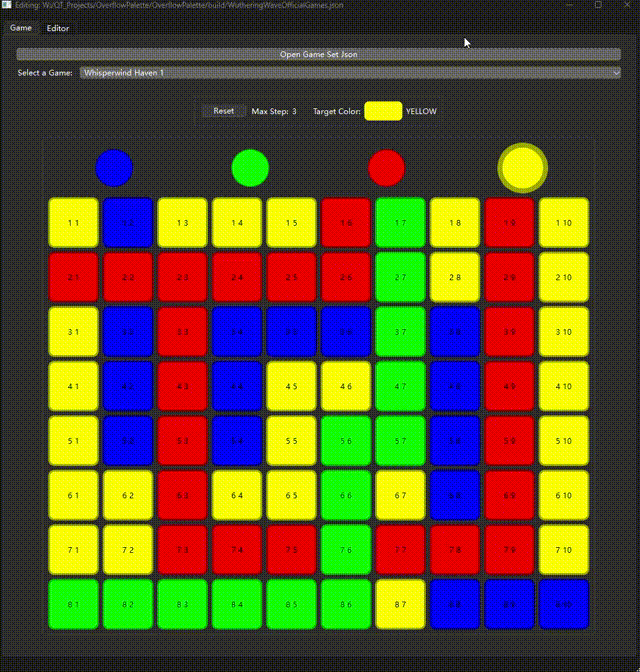 Editing: W:/QT_Projects/OverflowPalette/OverflowPalette/build/WutheringWaveOfficialGames.json
Game Editor
Open Game Set Json
Select a Game: Whisperwind Haven 1
Reset Max Step: 3 Target Color: YELLOW
1 1 1 2 1 3 1 4 1 5 1 6 1 7 1 8 1 9 1 10
2 1 2 2 2 3 2 4 2 5 2 6 2 7 2 8 2 9 2 10
3 1 3 2 3 3 3 4 3 5 3 6 3 7 3 8 3 9 3 10
4 1 4 2 4 3 4 4 4 5 4 6 4 7 4 8 4 9 4 10
5 1 5 2 5 3 5 4 5 5 5 6 5 7 5 8 5 9 5 10
6 1 6 2 6 3 6 4 6 5 6 6 6 7 6 8 6 9 6 10
7 1 7 2 7 3 7 4 7 5 7 6 7 7 7 8 7 9 7 10
8 1 8 2 8 3 8 4 8 5 8 6 8 7 8 8 8 9 8 10